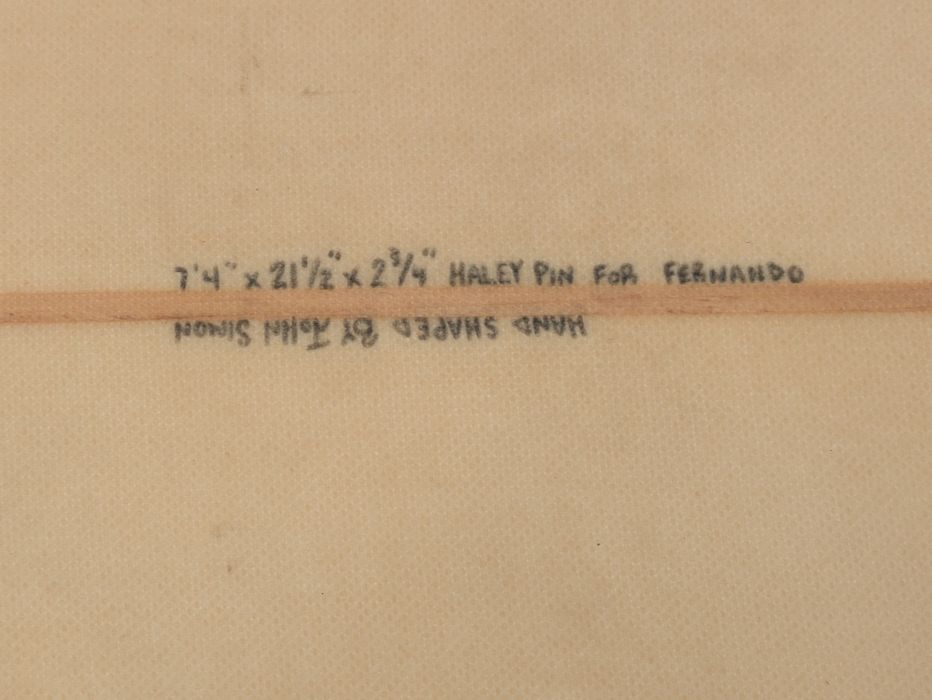 7'4" x 21 1/2" x 2 3/4" HALEY PIN FOR FERNANDO
HAND SHAPED BY JOHN SIMON